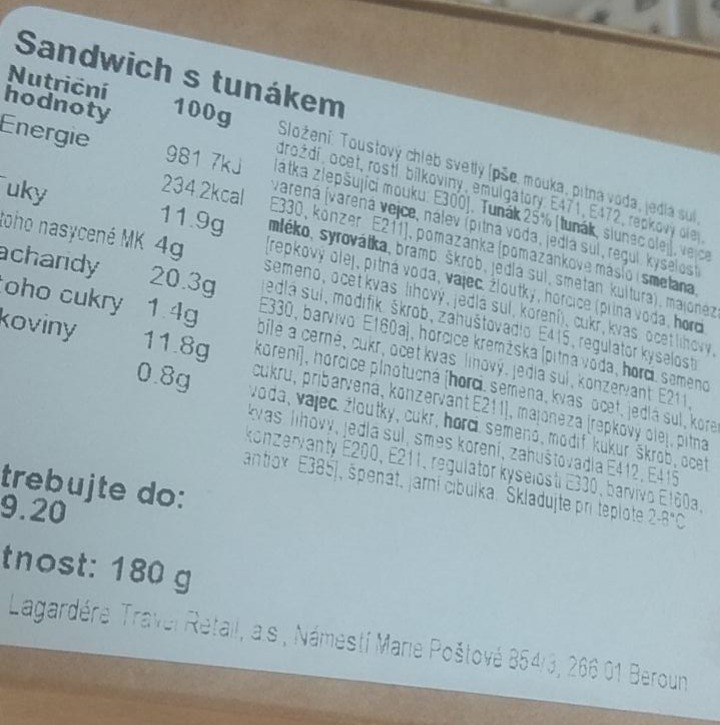 Sandwich s tunákem
Nutriční
hodnoty 100g
Energie 981.7kJ
234.2kcal
uky 11.9g
toho nasycené MK 4g
acharidy 20.3g
oho cukry 1.4g
koviny 11.8g
0.8g
Složení: Toustový chléb světlý [pše. mouka, pitná voda, jedlá sůl,
droždí, ocet, rostl. bílkoviny, emulgátory: E471, E472, řepkový olej,
látka zlepšující mouku: E300], Tuňák 25% [tuňák, slunec.olej], vejce
vařená [vařená vejce, nálev (pitná voda, jedlá sůl, regul. kyselosti
E330, konzer. E211], pomazánka [pomazánkové máslo (smetana,
mléko, syrovátka, bramb. škrob, jedlá sůl, smetan. kultura), majonéza
[řepkový olej, pitná voda, vajec. žloutky, hořčice (pitná voda, hořč.
semeno, ocet kvas. lihový, jedlá sůl, koření), cukr, kvas. ocet lihový,
jedlá sůl, modifik. škrob, zahušťovadlo E415, regulátor kyselosti
E330, barvivo E160a], hořčice kremžská [pitná voda, hořč. semeno
bílé a černé, cukr, ocet kvas. lihový, jedlá sůl, konzervant E211,
koření], hořčice plnotučná [hořč. semena, kvas. ocet, jedlá sůl, koření
cukru, přibarvena, konzervant E211], majonéza [řepkový olej, pitná
voda, vajec. žloutky, cukr, hořč. semeno, modif. kukur. škrob, ocet
kvas. lihový, jedlá sůl, směs koření, zahušťovadla E412, E415
konzervanty E200, E211, regulátor kyselosti E330, barvivo E160a,
antiox. E385], špenát, jarní cibulka. Skladujte při teplotě 2-8°C
třebujte do:
9.20
tnost: 180 g
Lagardére Travel Retail, a.s., Náměstí Marie Poštové 854/3, 266 01 Beroun